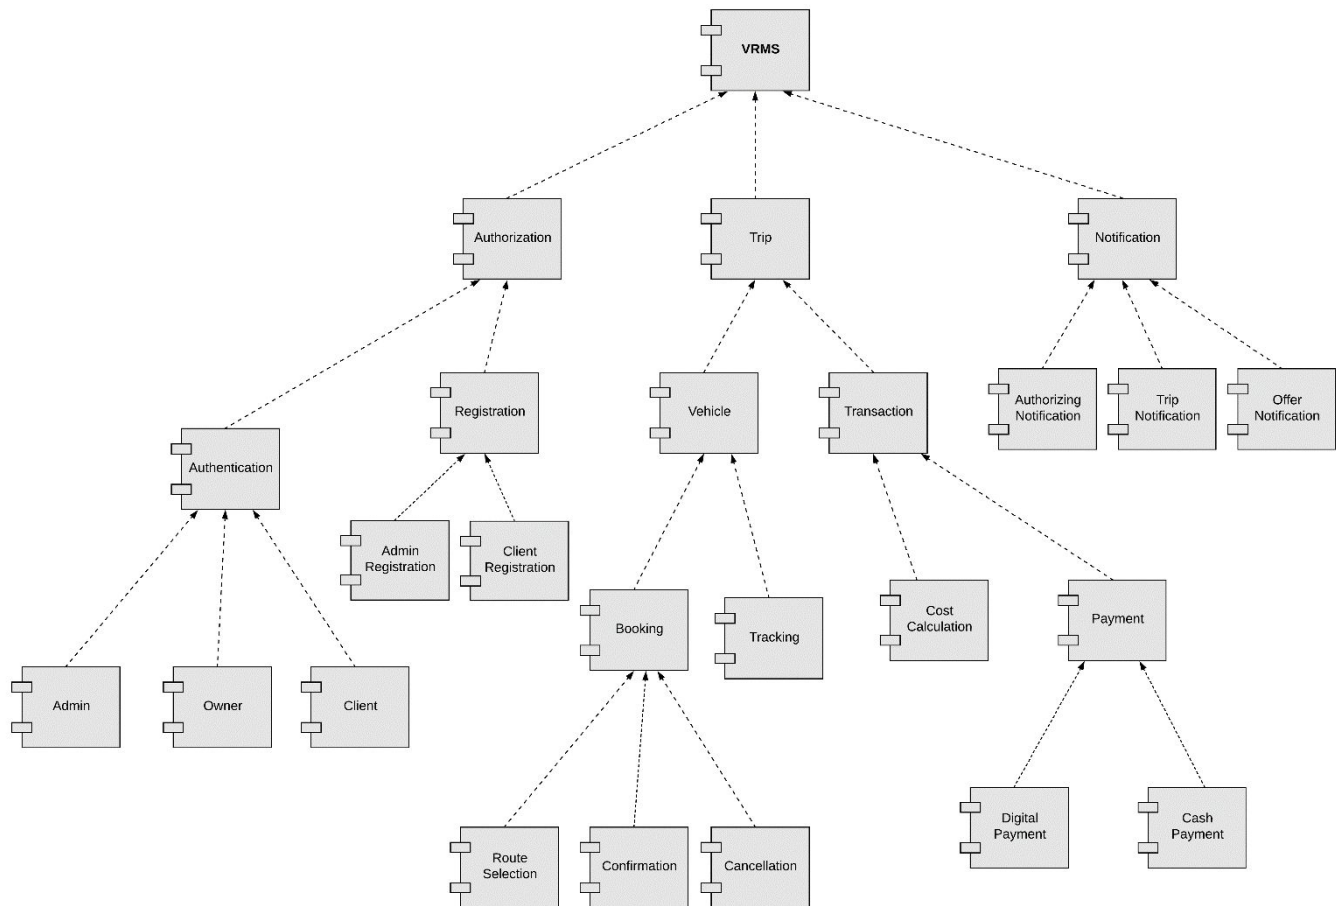 VRMS
Authorization
Trip
Notification
Registration
Vehicle
Transaction
Authorizing
Notification
Trip
Notification
Offer
Notification
Authentication
Admin
Registration
Client
Registration
Booking
Tracking
Cost
Calculation
Payment
Admin
Owner
Client
Route
Selection
Confirmation
Cancellation
Digital
Payment
Cash
Payment